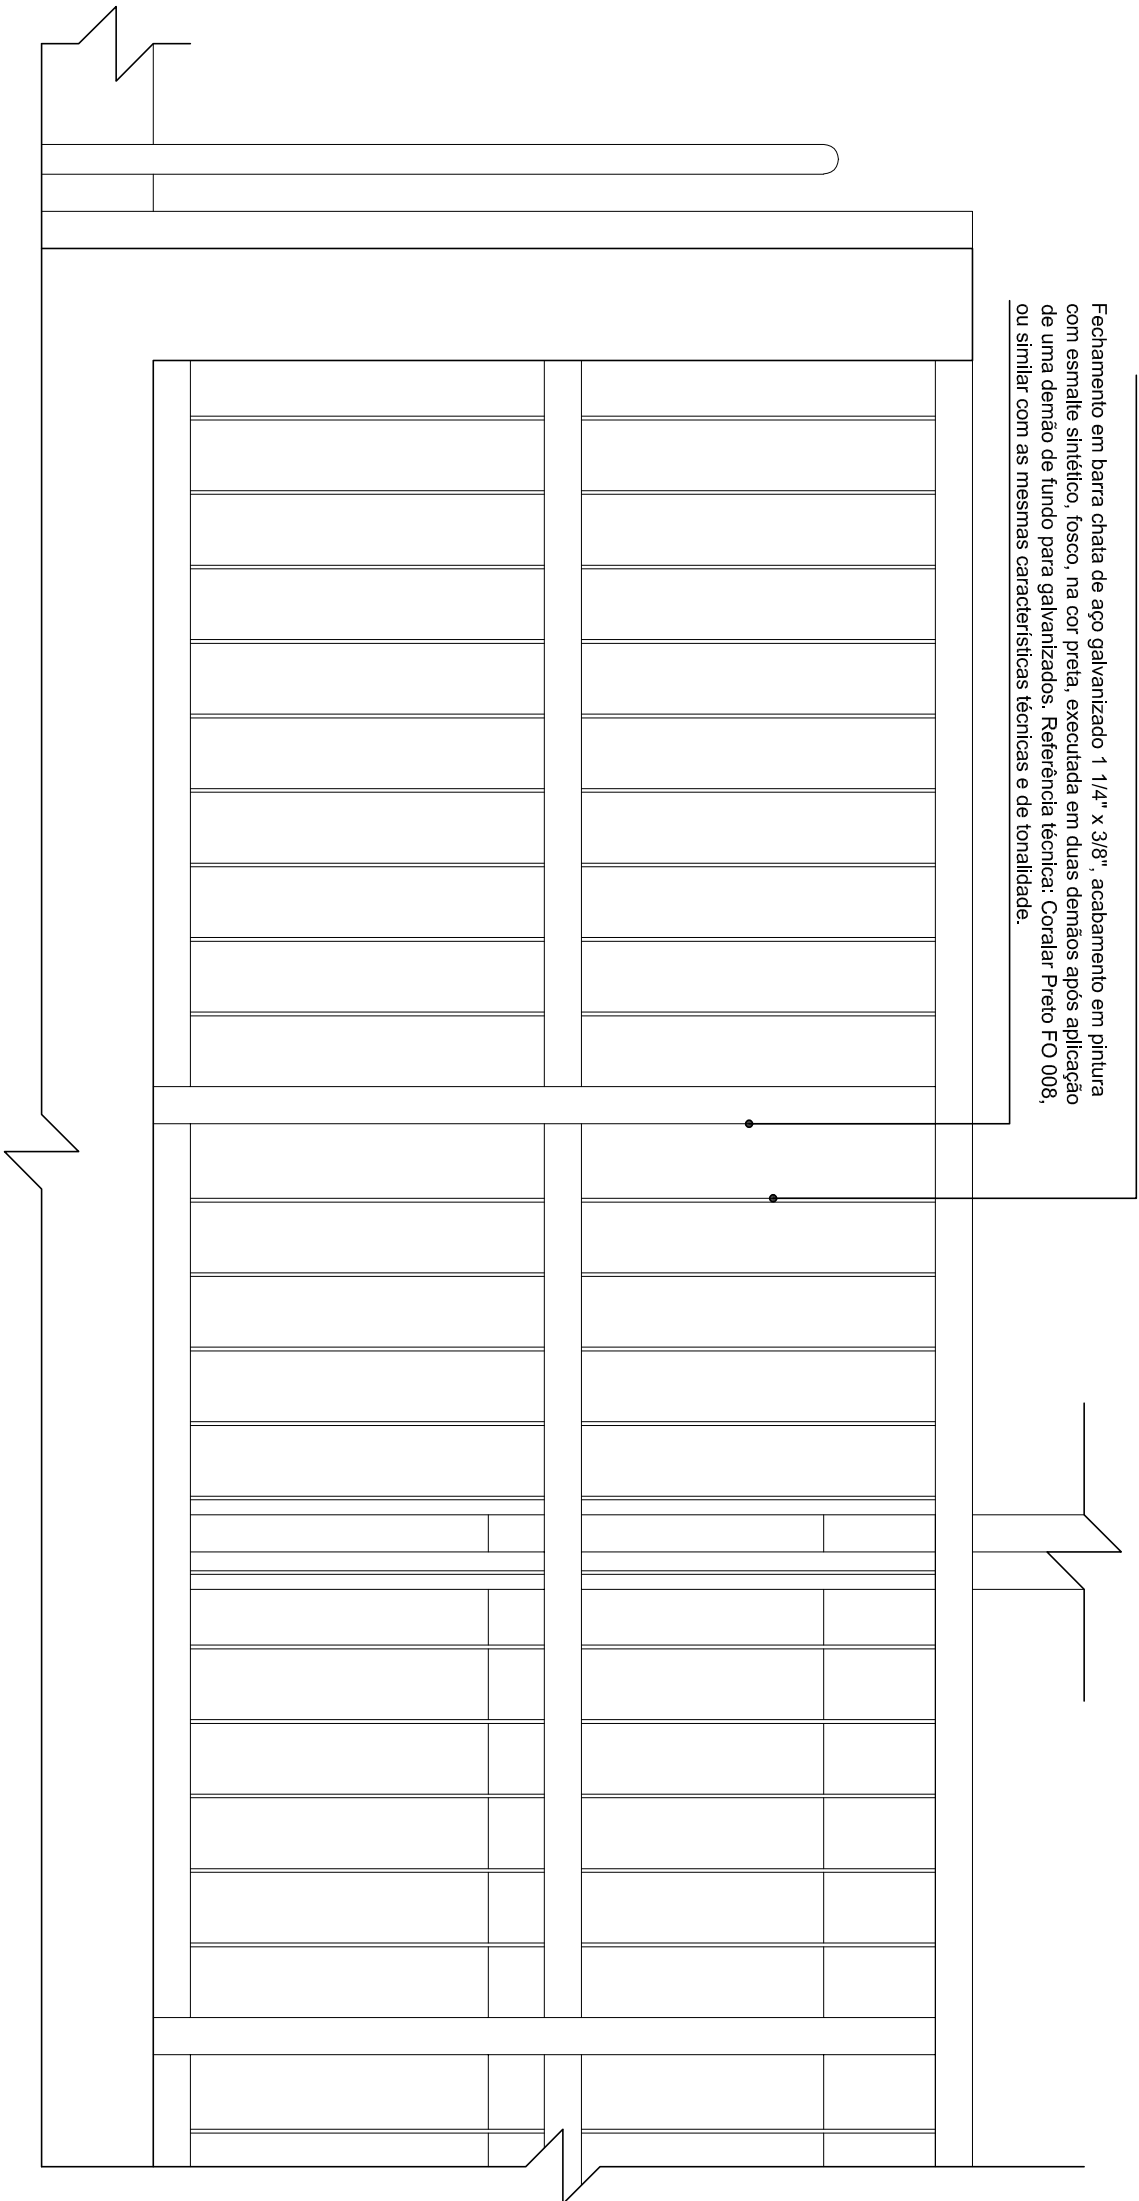 Fechamento em barra chata de aço galvanizado 1 1/4" x 3/8", acabamento em pintura
com esmalte sintético, fosco, na cor preta, executada em duas demãos após aplicação
de uma demão de fundo para galvanizados. Referência técnica: Coralar Preto FO 008,
ou similar com as mesmas características técnicas e de tonalidade.